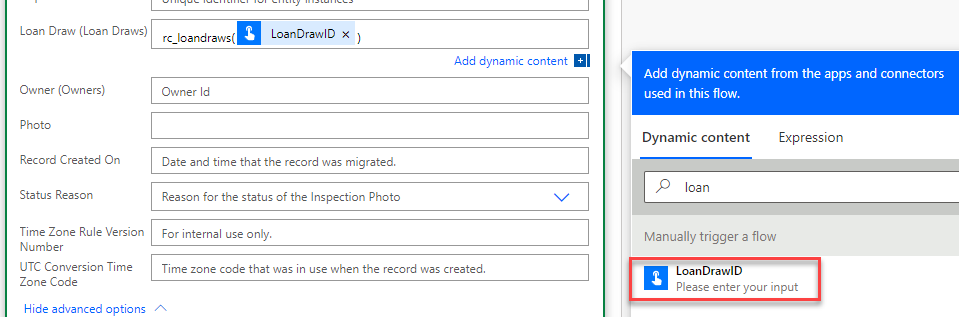 Unique identifier for entity instances
Loan Draw (Loan Draws)
rc_loandraws( LoanDrawID × )
Add dynamic content
Owner (Owners)
Owner Id
Photo
Record Created On
Date and time that the record was migrated.
Status Reason
Reason for the status of the Inspection Photo
Time Zone Rule Version
Number
For internal use only.
UTC Conversion Time
Zone Code
Time zone code that was in use when the record was created.
Hide advanced options
Add dynamic content from the apps and connectors
used in this flow.
Dynamic content
Expression
loan
Manually trigger a flow
LoanDrawID
Please enter your input